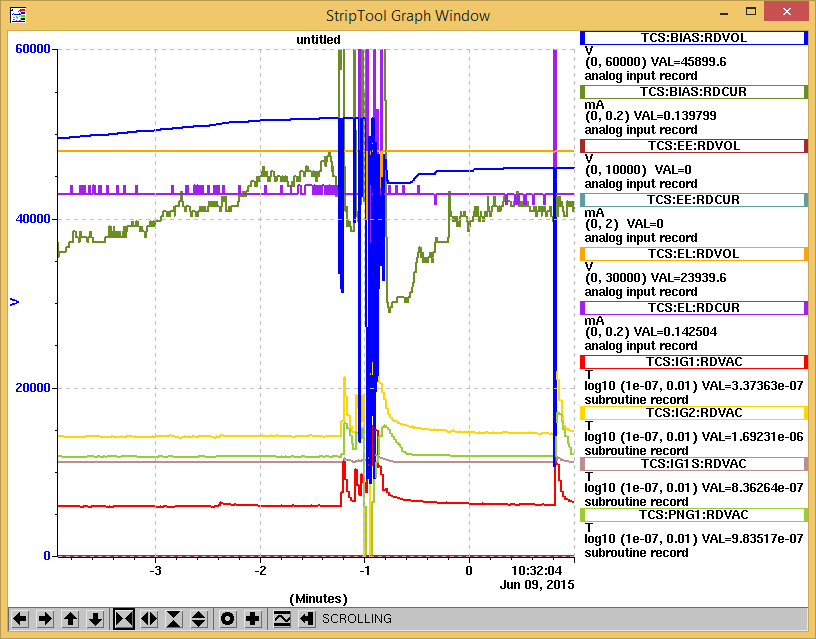 StripTool Graph Window
untitled
60000
40000
20000
0
V
-3
-2
-1
0
10:32:04
Jun 09, 2015
(Minutes)
TCS:BIAS:RDVOL
V
(0, 60000) VAL=45899.6
analog input record
TCS:BIAS:RDCUR
mA
(0, 0.2) VAL=0.139799
analog input record
TCS:EE:RDVOL
V
(0, 10000) VAL=0
analog input record
TCS:EE:RDCUR
mA
(0, 2) VAL=0
analog input record
TCS:EL:RDVOL
V
(0, 30000) VAL=23939.6
analog input record
TCS:EL:RDCUR
mA
(0, 0.2) VAL=0.142504
analog input record
TCS:IG1:RDVAC
T
log10 (1e-07, 0.01) VAL=3.37363e-07
subroutine record
TCS:IG2:RDVAC
T
log10 (1e-07, 0.01) VAL=1.69231e-06
subroutine record
TCS:IG1S:RDVAC
T
log10 (1e-07, 0.01) VAL=8.36264e-07
subroutine record
TCS:PNG1:RDVAC
T
log10 (1e-07, 0.01) VAL=9.83517e-07
subroutine record
SCROLLING